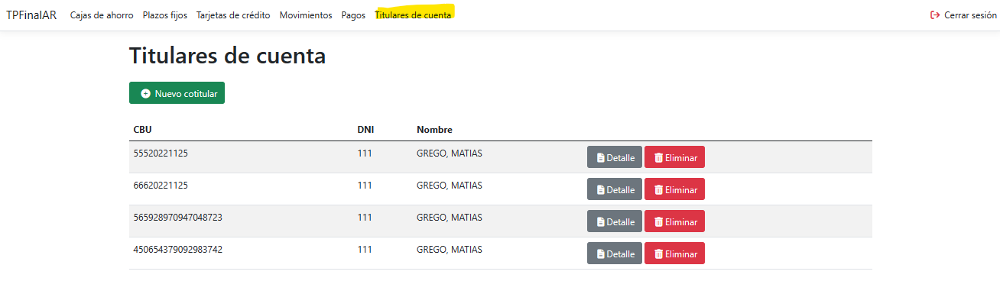 TPFinalAR Cajas de ahorro Plazos fijos Tarjetas de crédito Movimientos Pagos Titulares de cuenta Cerrar sesión
Titulares de cuenta
Nuevo cotitular
CBU DNI Nombre
55520221125 111 GREGO, MATIAS Detalle Eliminar
66620221125 111 GREGO, MATIAS Detalle Eliminar
565928970947048723 111 GREGO, MATIAS Detalle Eliminar
450654379092983742 111 GREGO, MATIAS Detalle Eliminar